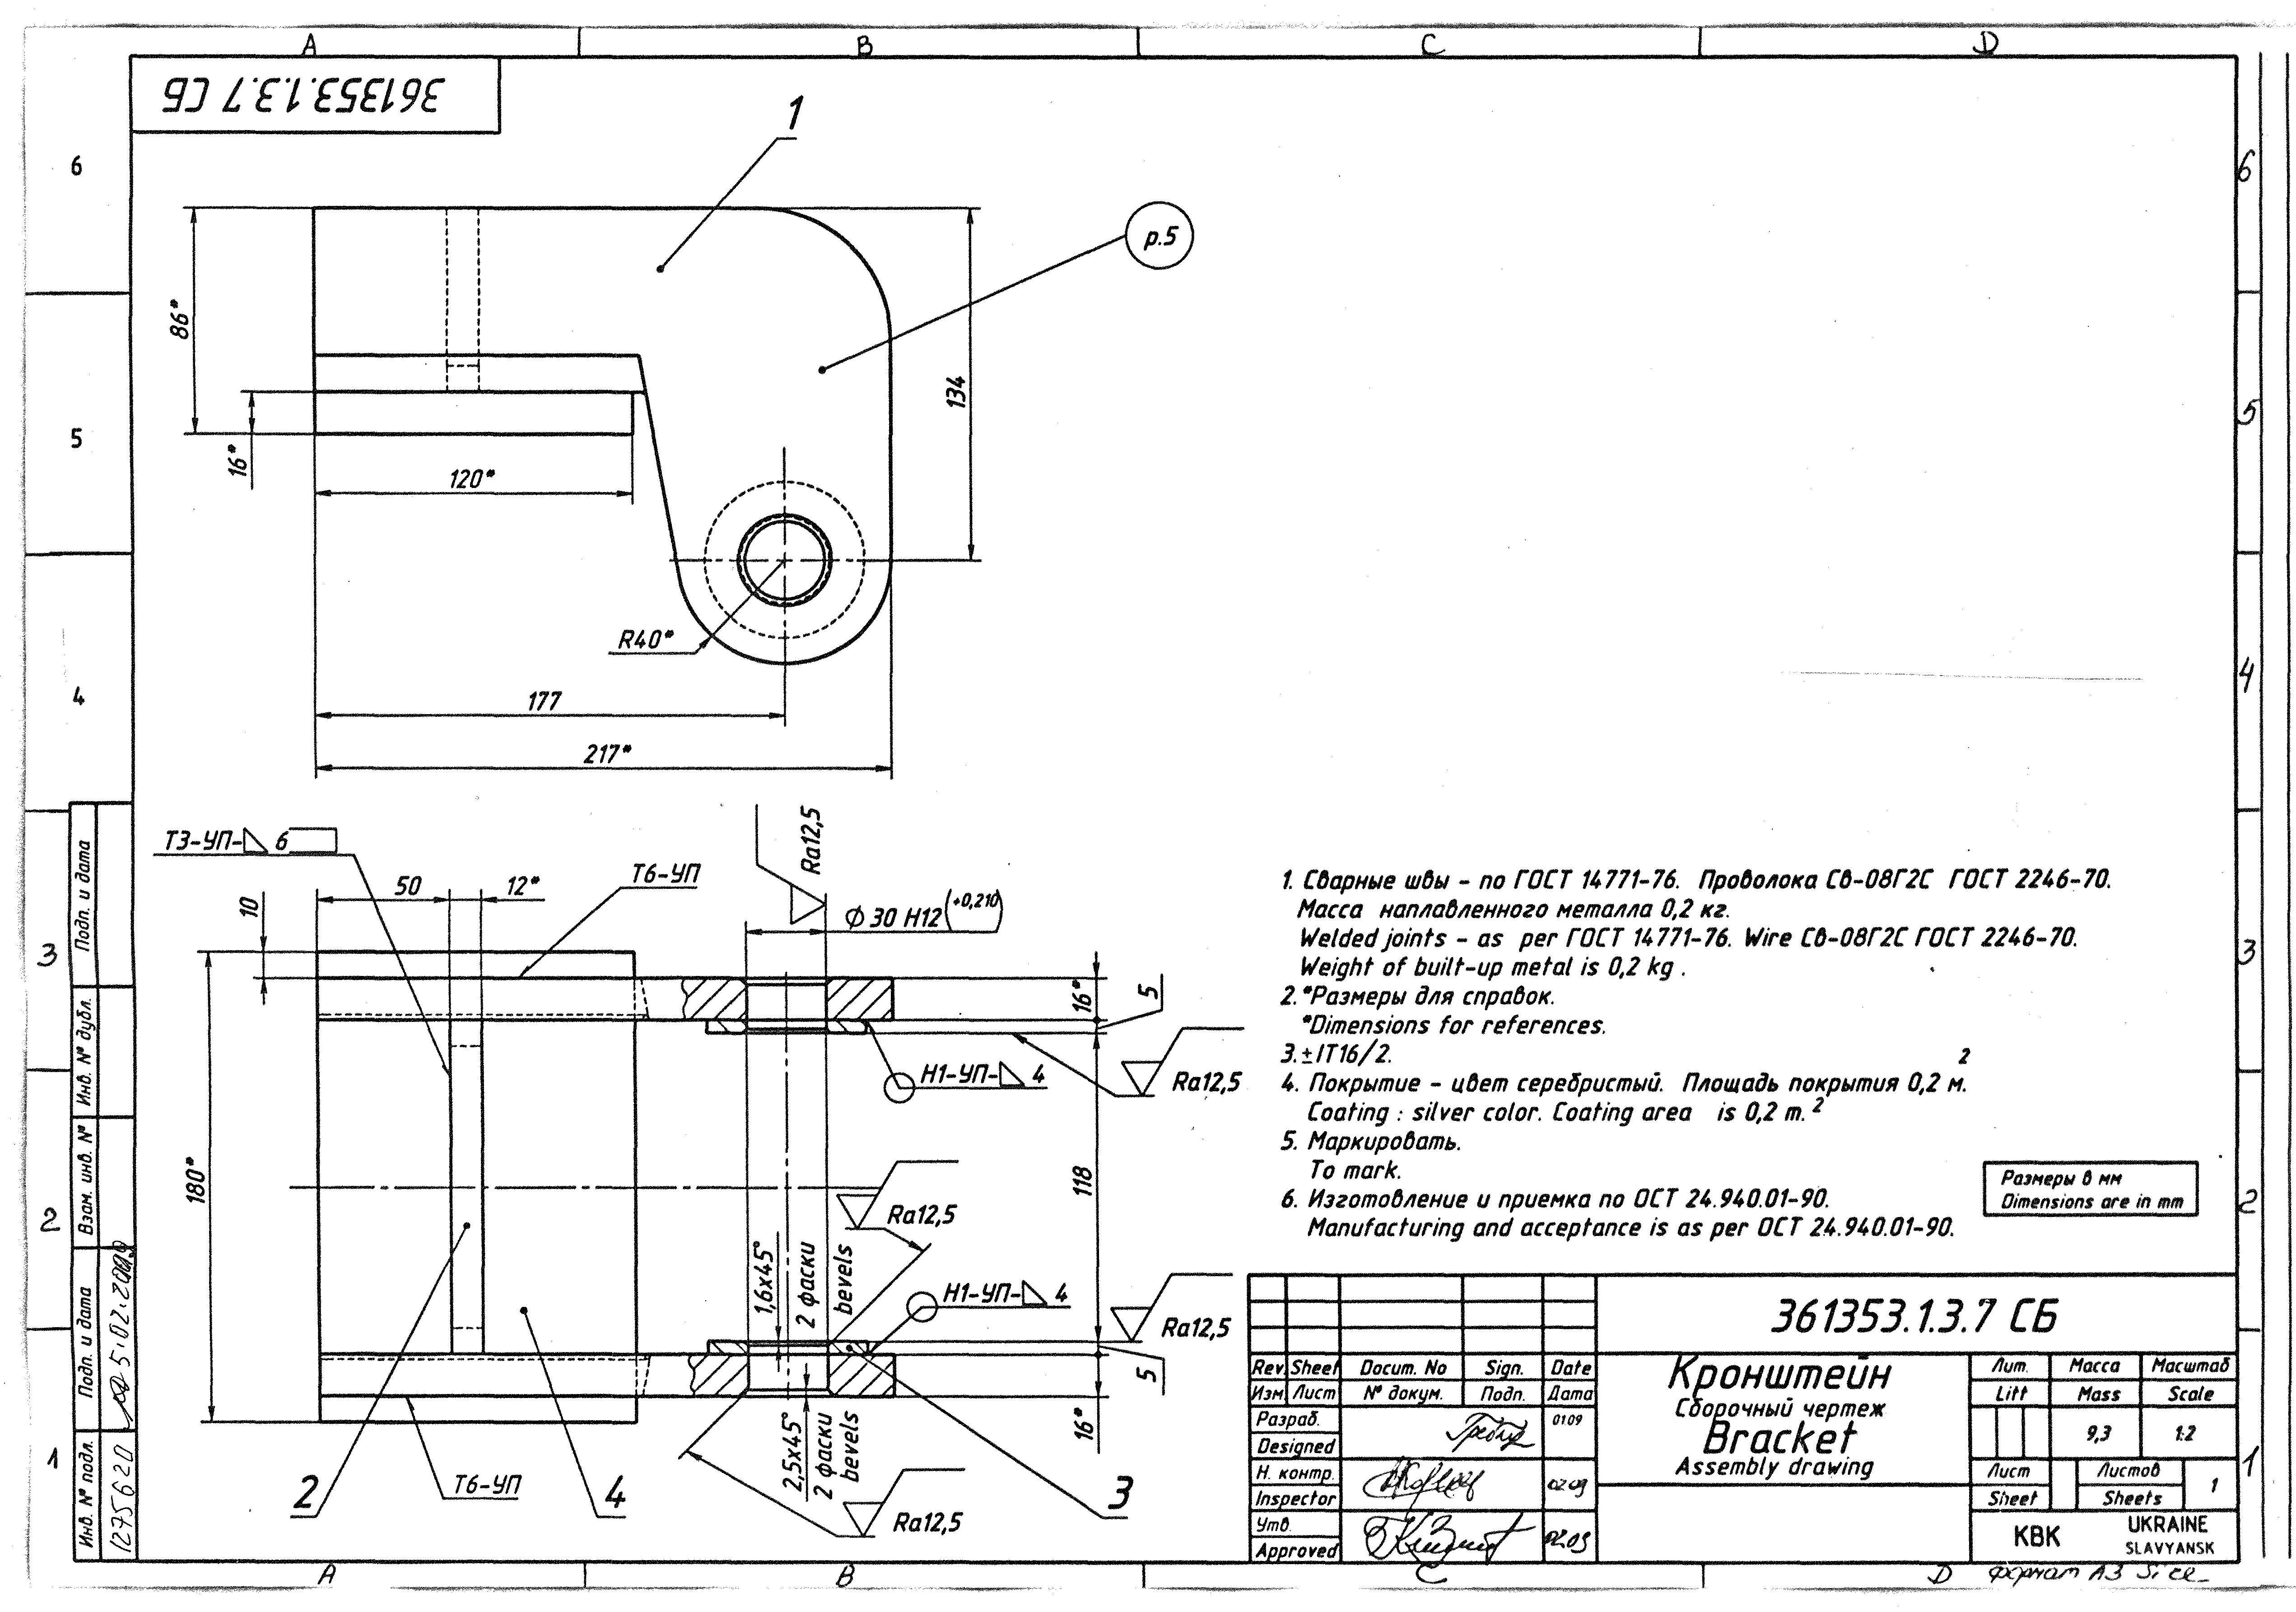 A B C D
361353.1.3.7 СБ
1
6
6
р.5
86*
134
5
5
16*
120*
R40*
4
4
177
217*
Т3-УП-◺ 6
Т6-УП
Ra12,5
50
12*
10
⌀ 30 H12 (+0,210)
16*
5
3
3
Н1-УП-◺ 4
Ra12,5
180*
118
Ra12,5
1,6x45°
2 фаски
bevels
Н1-УП-◺ 4
Ra12,5
5
16*
2,5x45°
2 фаски
bevels
Т6-УП
2
4
3
Ra12,5
1. Сварные швы - по ГОСТ 14771-76. Проволока Св-08Г2С ГОСТ 2246-70.
Масса наплавленного металла 0,2 кг.
Welded joints - as per ГОСТ 14771-76. Wire Св-08Г2С ГОСТ 2246-70.
Weight of built-up metal is 0,2 kg .
2. *Размеры для справок.
*Dimensions for references.
3. ±IT16/2.
4. Покрытие - цвет серебристый. Площадь покрытия 0,2 м.2
Coating : silver color. Coating area is 0,2 m.2
5. Маркировать.
To mark.
6. Изготовление и приемка по ОСТ 24.940.01-90.
Manufacturing and acceptance is as per ОСТ 24.940.01-90.
Размеры в мм
Dimensions are in mm
2
2
1
1
Подп. и дата
Инв. № дубл.
Взам. инв. №
Подп. и дата
5.02.2009
Инв. № подл.
1275620
361353.1.3.7 СБ
Rev. Sheet Docum. No Sign. Date
Изм. Лист № докум. Подп. Дата
Разраб. 0109
Designed
Н. контр. 02.09
Inspector
Утв. 02.09
Approved
Кронштейн
Сборочный чертеж
Bracket
Assembly drawing
Лит. Масса Масштаб
Litt Mass Scale
9,3 1:2
Лист Листов 1
Sheet Sheets
КВК UKRAINE
SLAVYANSK
A B C D формат А3 Size